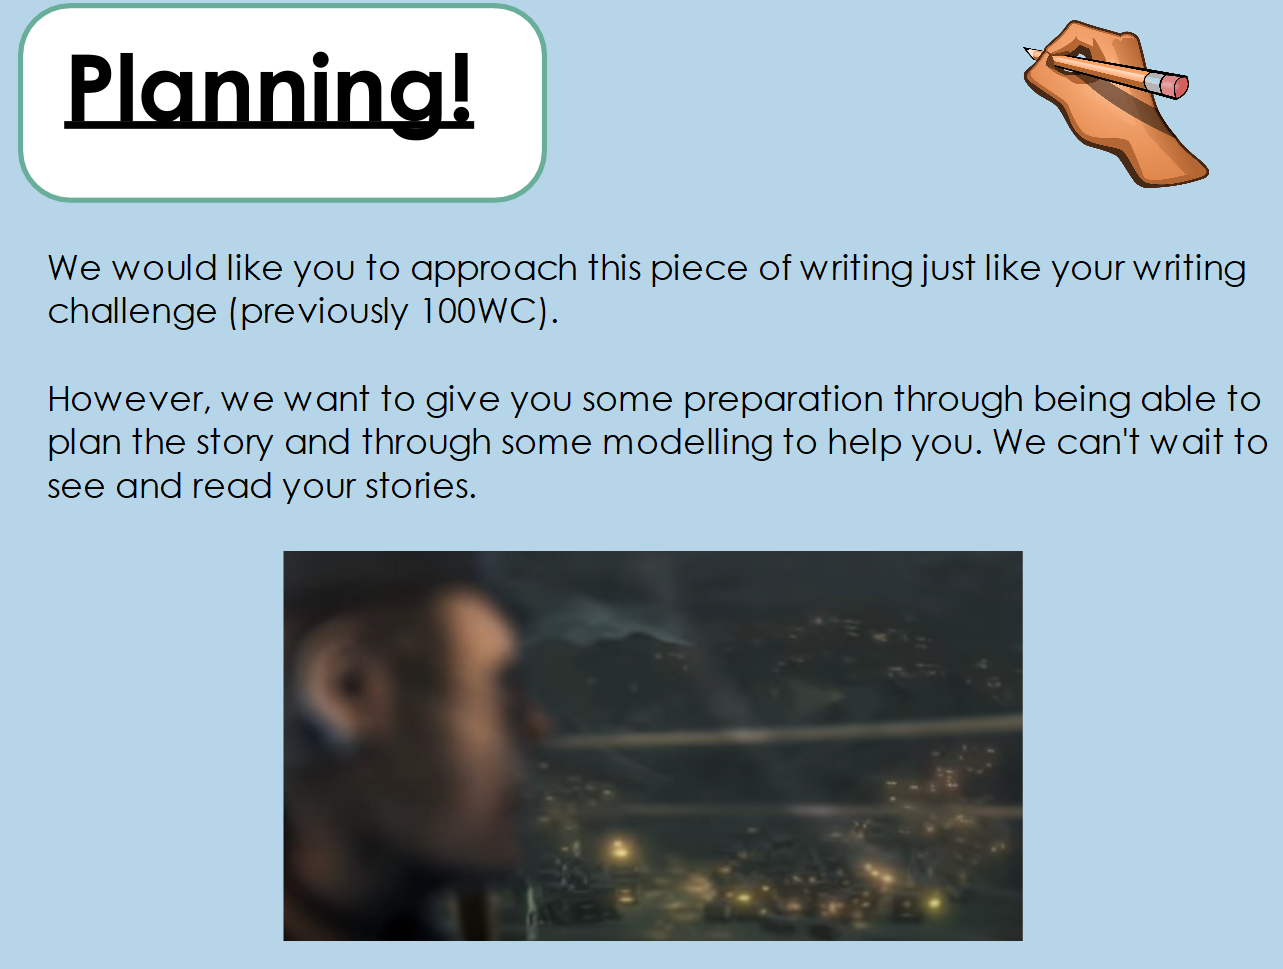 Planning!
We would like you to approach this piece of writing just like your writing
challenge (previously 100WC).
However, we want to give you some preparation through being able to
plan the story and through some modelling to help you. We can't wait to
see and read your stories.